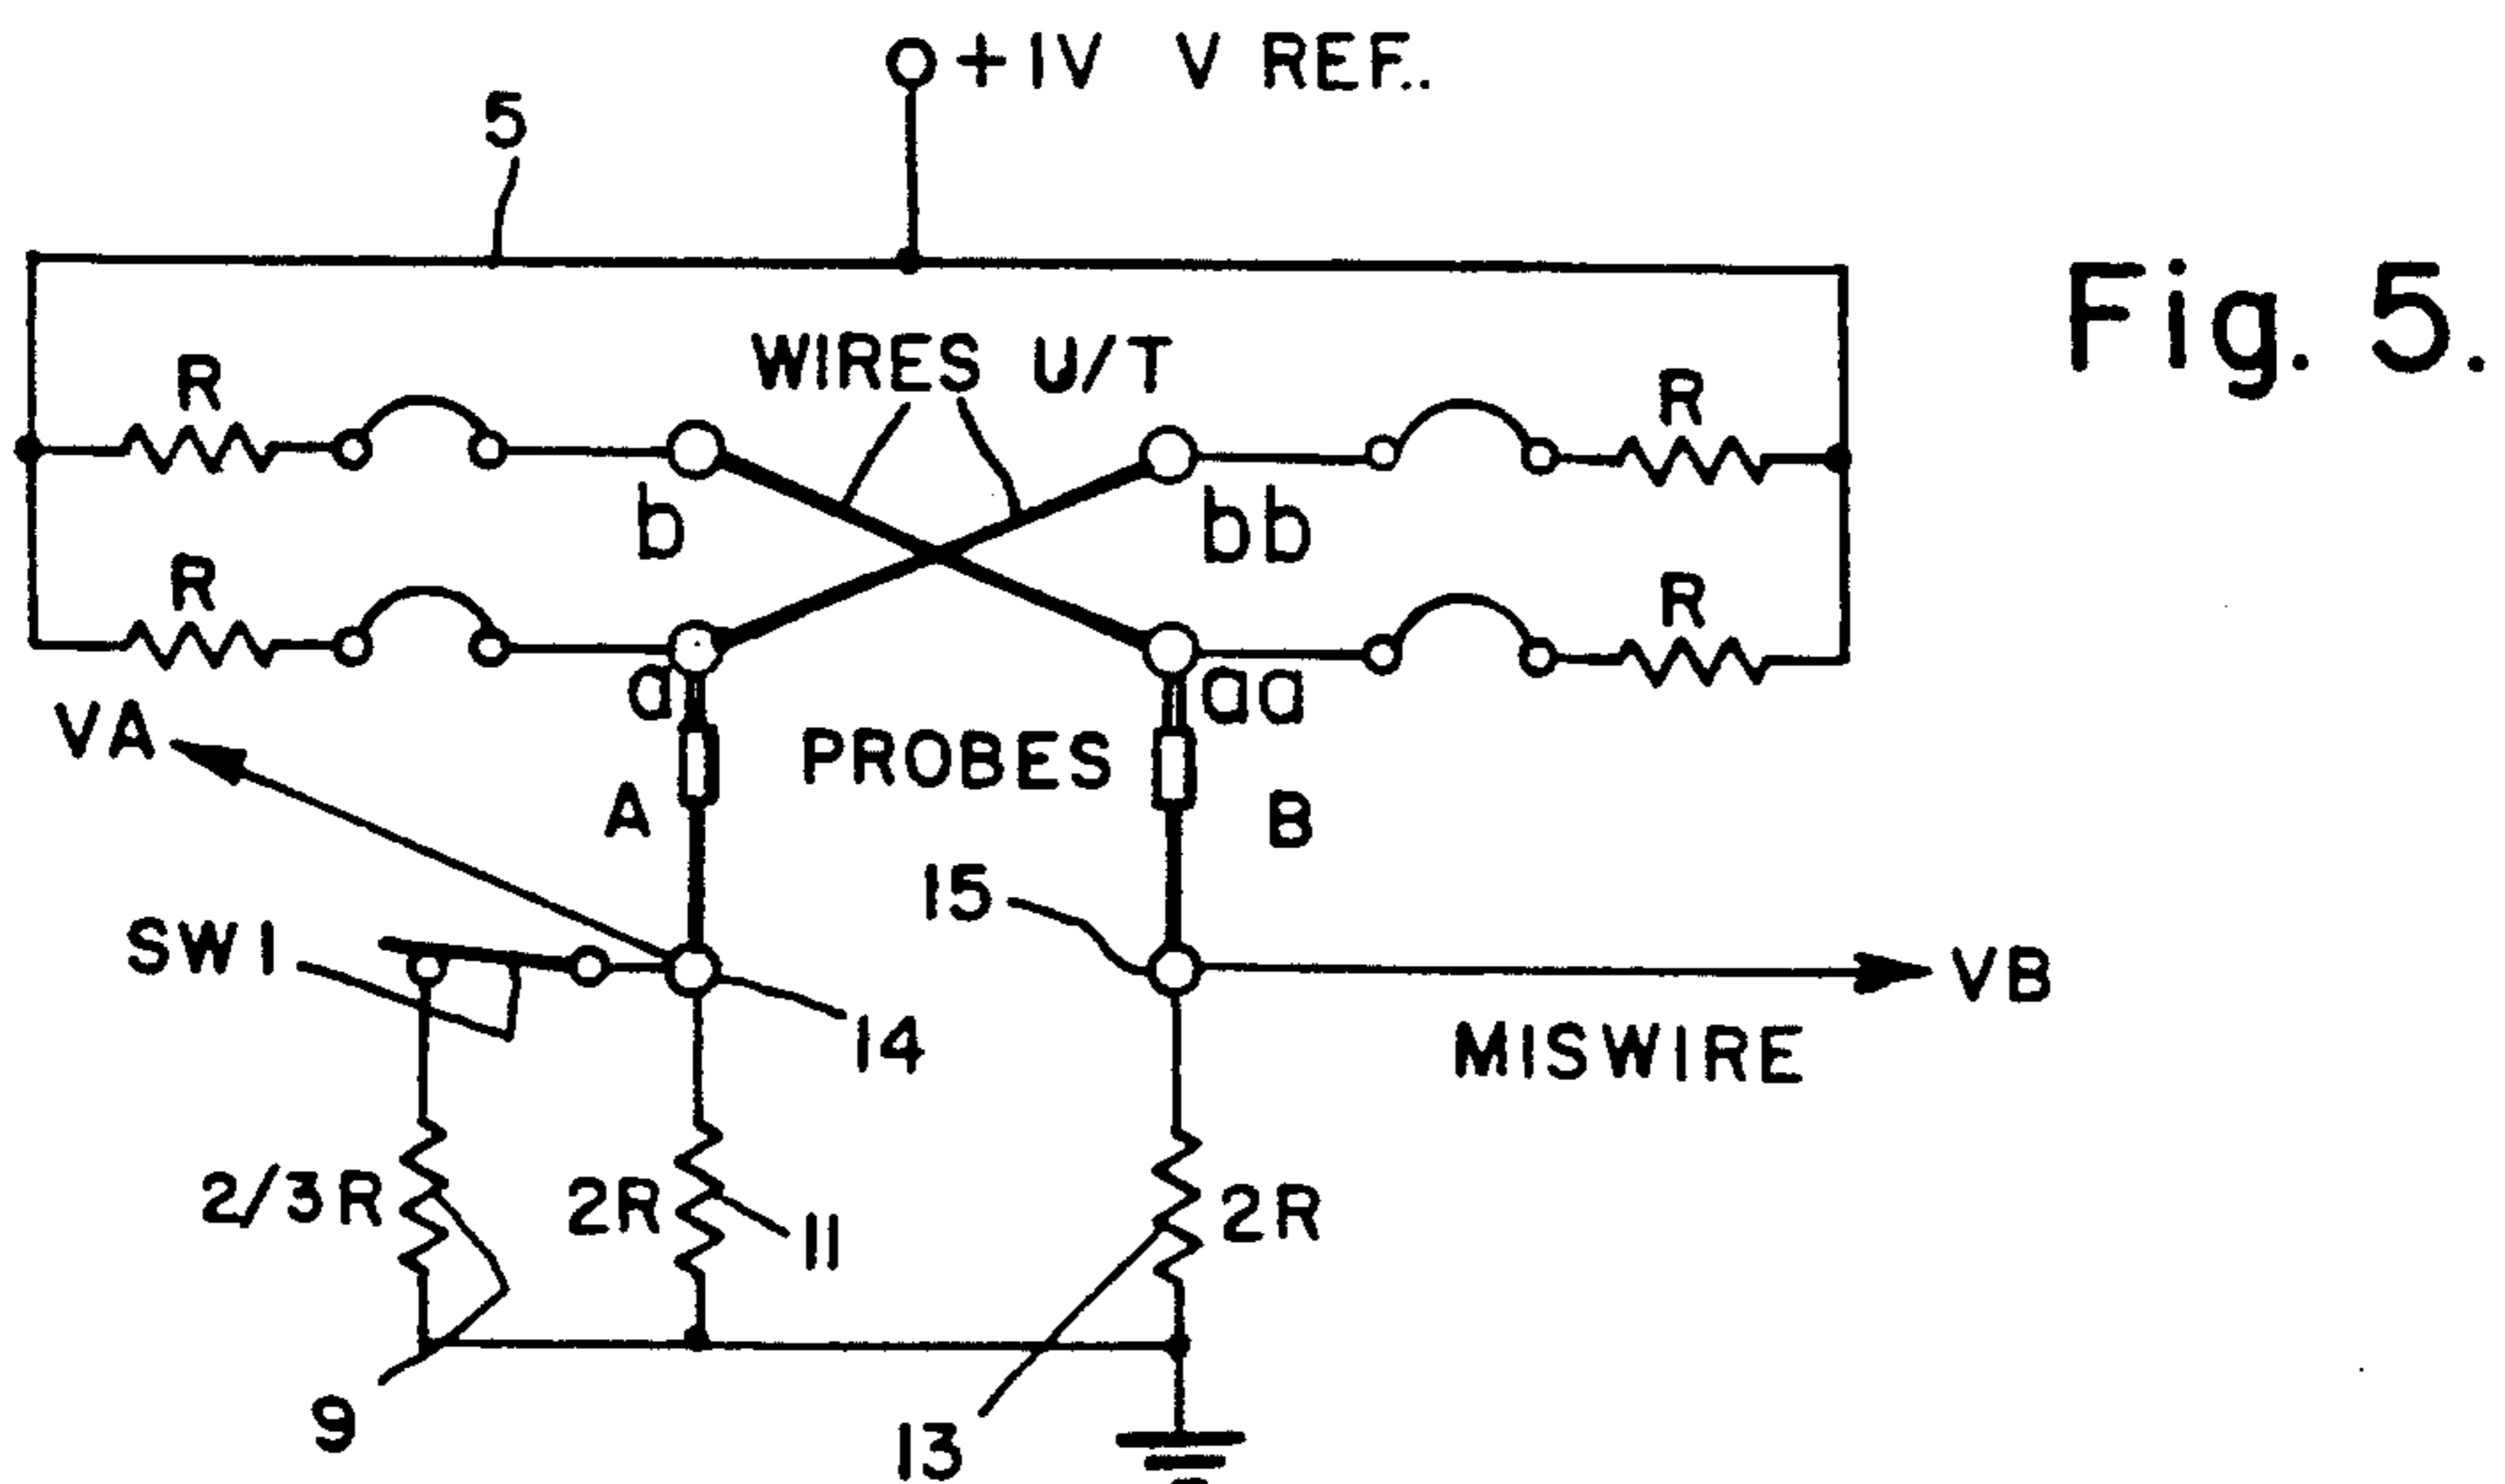 +1V V REF..
5
Fig. 5.
WIRES U/T
R
R
b
bb
R
R
a
aa
VA
PROBES
A
B
15
SW1
VB
14
MISWIRE
2/3R
2R
2R
11
9
13